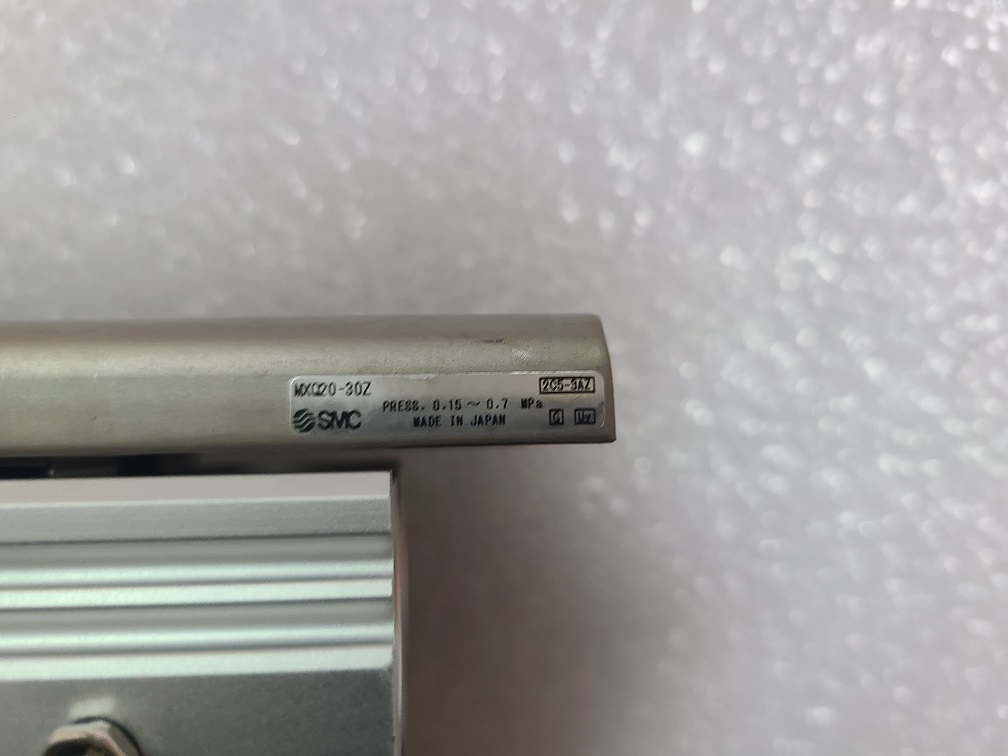 MXQ20-30Z
PRESS. 0.15 ~ 0.7 MPa
SMC
MADE IN JAPAN